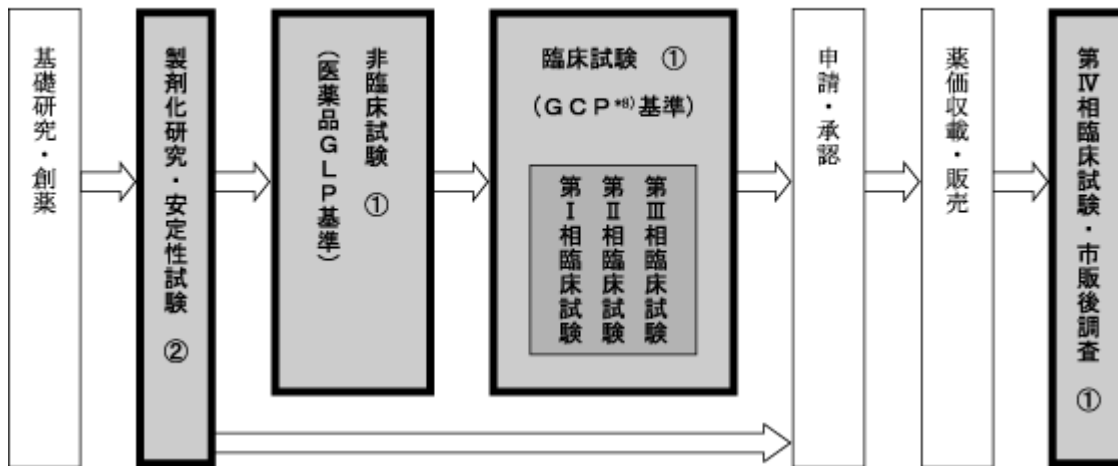 基礎研究・創薬
製剤化研究・安定性試験 ②
非臨床試験 ①
(医薬品GLP基準)
臨床試験 ①
(GCP*8)基準)
第Ⅰ相臨床試験
第Ⅱ相臨床試験
第Ⅲ相臨床試験
申請・承認
薬価収載・販売
第Ⅳ相臨床試験・市販後調査 ①